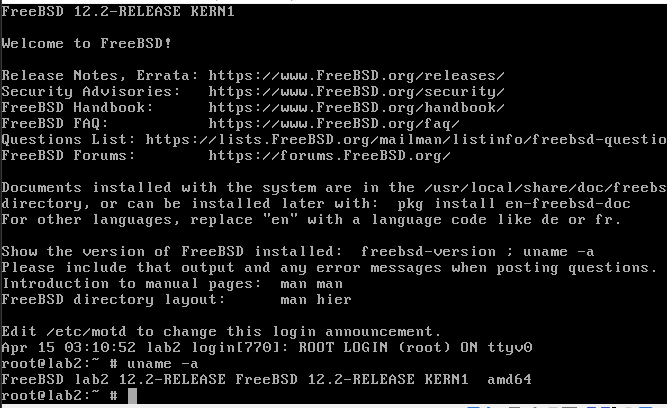 FreeBSD 12.2-RELEASE KERN1
Welcome to FreeBSD!
Release Notes, Errata: https://www.FreeBSD.org/releases/
Security Advisories:   https://www.FreeBSD.org/security/
FreeBSD Handbook:      https://www.FreeBSD.org/handbook/
FreeBSD FAQ:           https://www.FreeBSD.org/faq/
Questions List: https://lists.FreeBSD.org/mailman/listinfo/freebsd-questio
FreeBSD Forums:        https://forums.FreeBSD.org/
Documents installed with the system are in the /usr/local/share/doc/freebs
directory, or can be installed later with:  pkg install en-freebsd-doc
For other languages, replace "en" with a language code like de or fr.
Show the version of FreeBSD installed:  freebsd-version ; uname -a
Please include that output and any error messages when posting questions.
Introduction to manual pages:  man man
FreeBSD directory layout:      man hier
Edit /etc/motd to change this login announcement.
Apr 15 03:10:52 lab2 login[770]: ROOT LOGIN (root) ON ttyv0
root@lab2:~ # uname -a
FreeBSD lab2 12.2-RELEASE FreeBSD 12.2-RELEASE KERN1  amd64
root@lab2:~ #